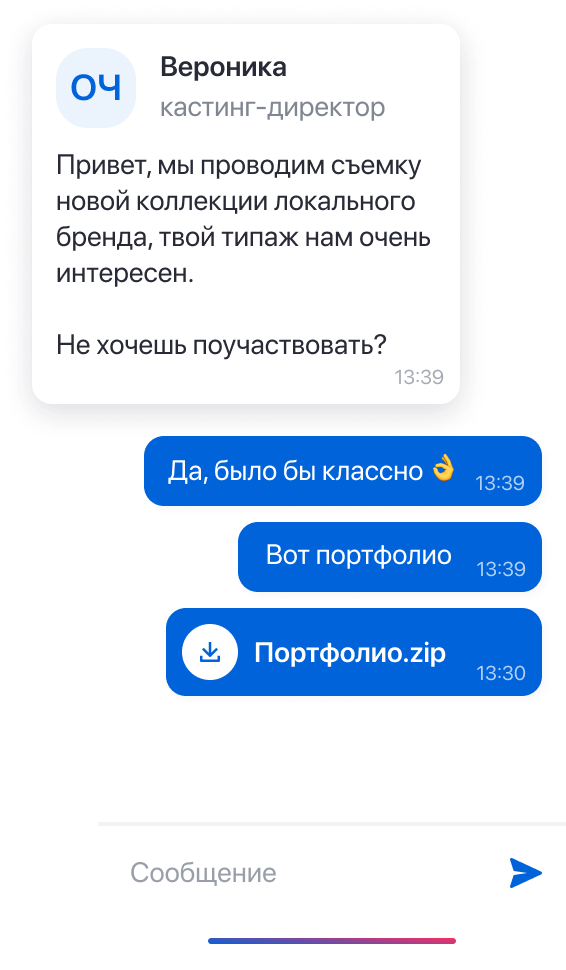 ОЧ
Вероника
кастинг-директор
Привет, мы проводим съемку
новой коллекции локального
бренда, твой типаж нам очень
интересен.
Не хочешь поучаствовать?
13:39
Да, было бы классно 👌
13:39
Вот портфолио
13:39
Портфолио.zip
13:30
Сообщение